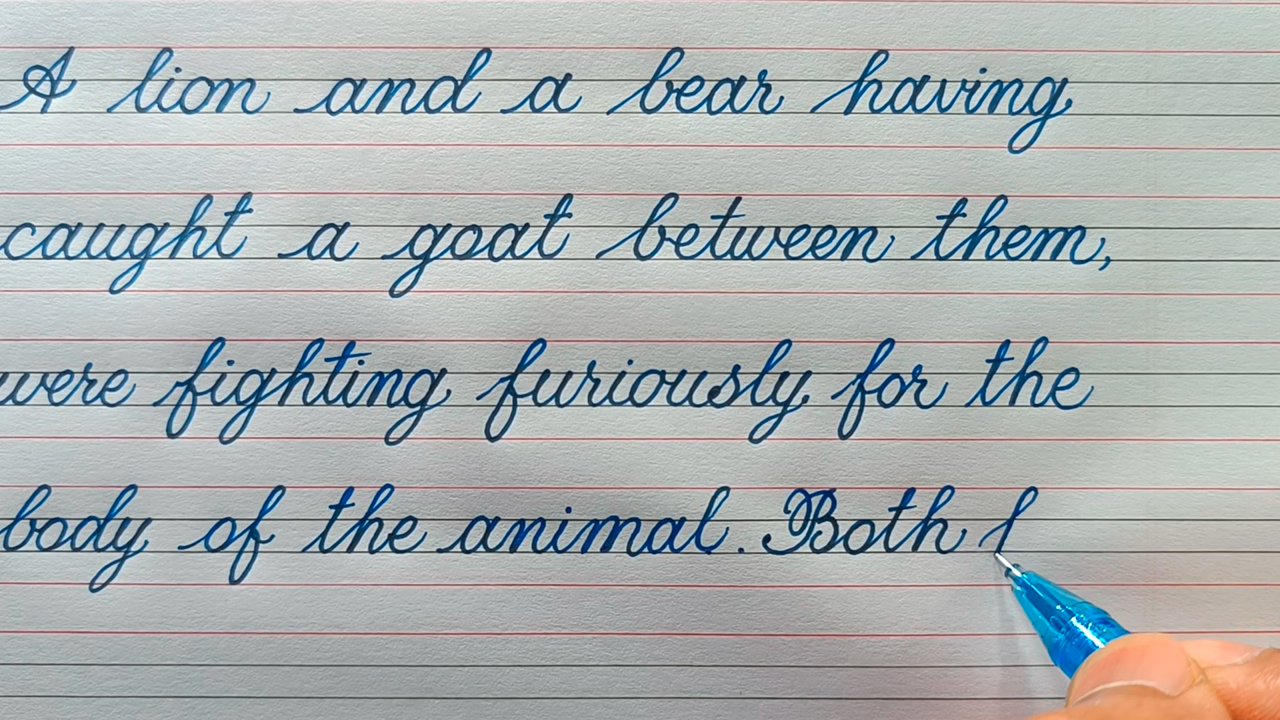 A lion and a bear having
caught a goat between them,
were fighting furiously for the
body of the animal. Both